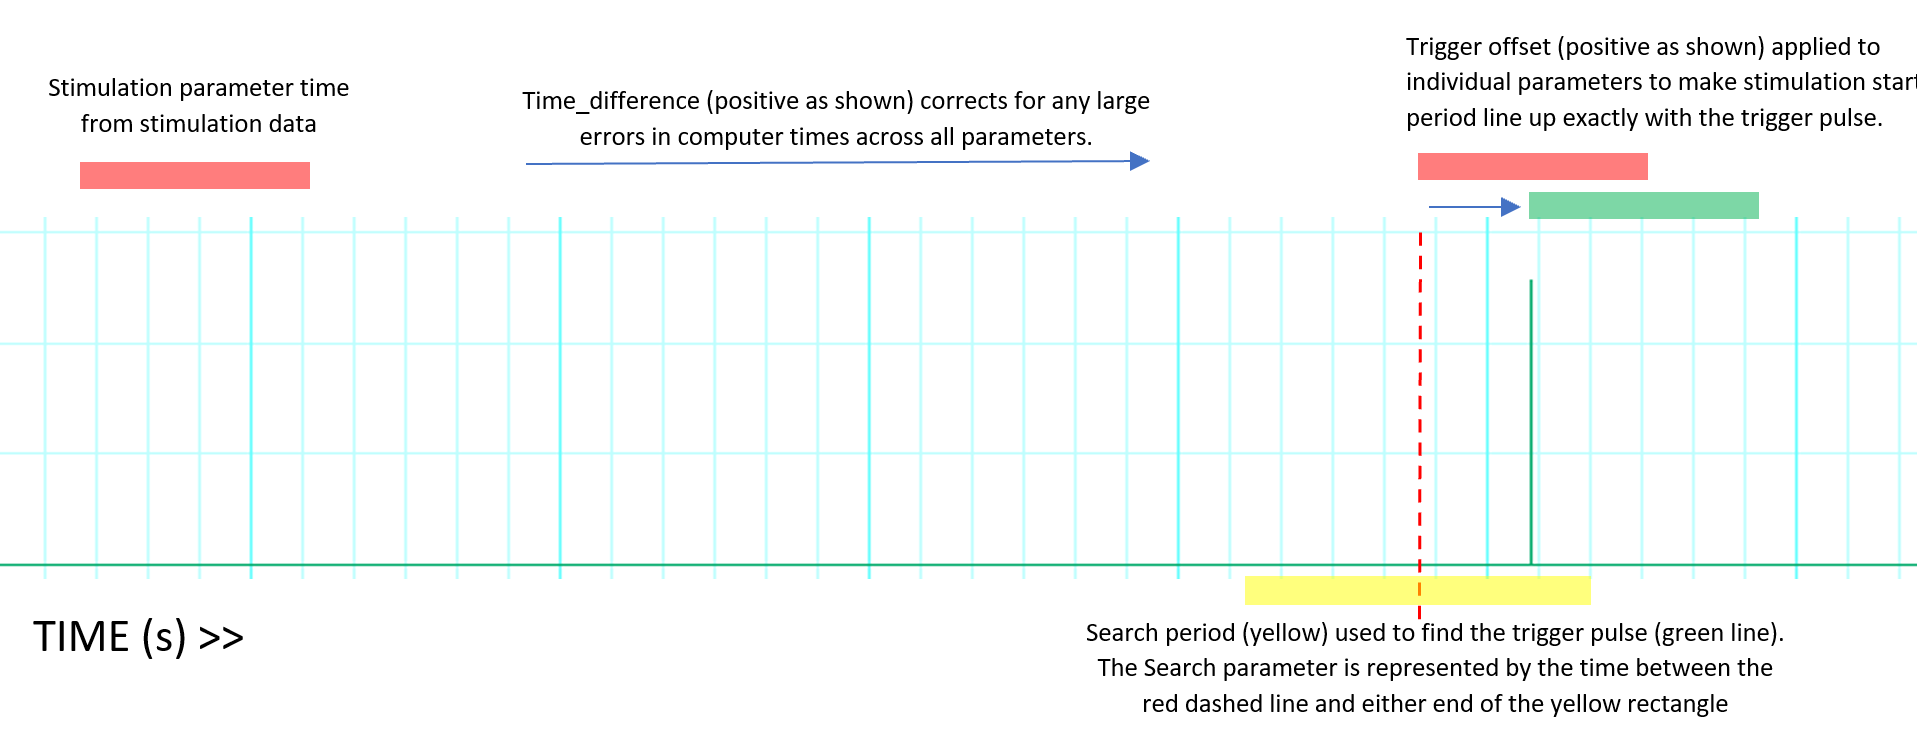 Stimulation parameter time
from stimulation data
Time_difference (positive as shown) corrects for any large
errors in computer times across all parameters.
Trigger offset (positive as shown) applied to
individual parameters to make stimulation start
period line up exactly with the trigger pulse.
TIME (s) >>
Search period (yellow) used to find the trigger pulse (green line).
The Search parameter is represented by the time between the
red dashed line and either end of the yellow rectangle